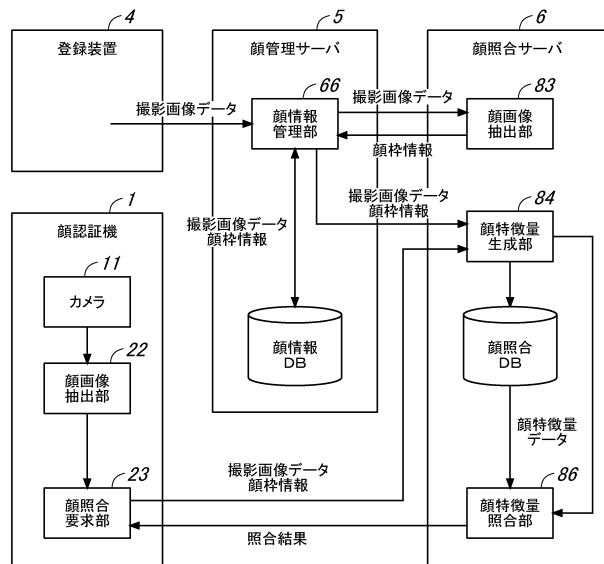 4
登録装置
撮影画像データ
5
顔管理サーバ
66
顔情報
管理部
撮影画像データ
顔枠情報
6
顔照合サーバ
83
顔画像
抽出部
撮影画像データ
顔枠情報
84
顔特徴量
生成部
撮影画像データ
顔枠情報
顔情報
DB
顔照合
DB
顔特徴量
データ
86
顔特徴量
照合部
1
顔認証機
11
カメラ
22
顔画像
抽出部
23
顔照合
要求部
撮影画像データ
顔枠情報
照合結果